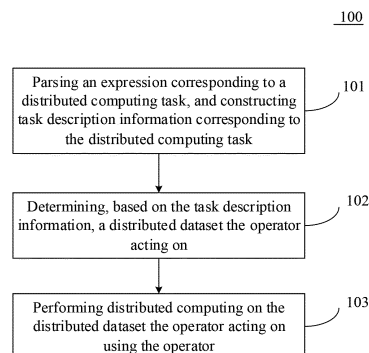 100
Parsing an expression corresponding to a
distributed computing task, and constructing
task description information corresponding to
the distributed computing task
101
Determining, based on the task description
information, a distributed dataset the operator
acting on
102
Performing distributed computing on the
distributed dataset the operator acting on
using the operator
103